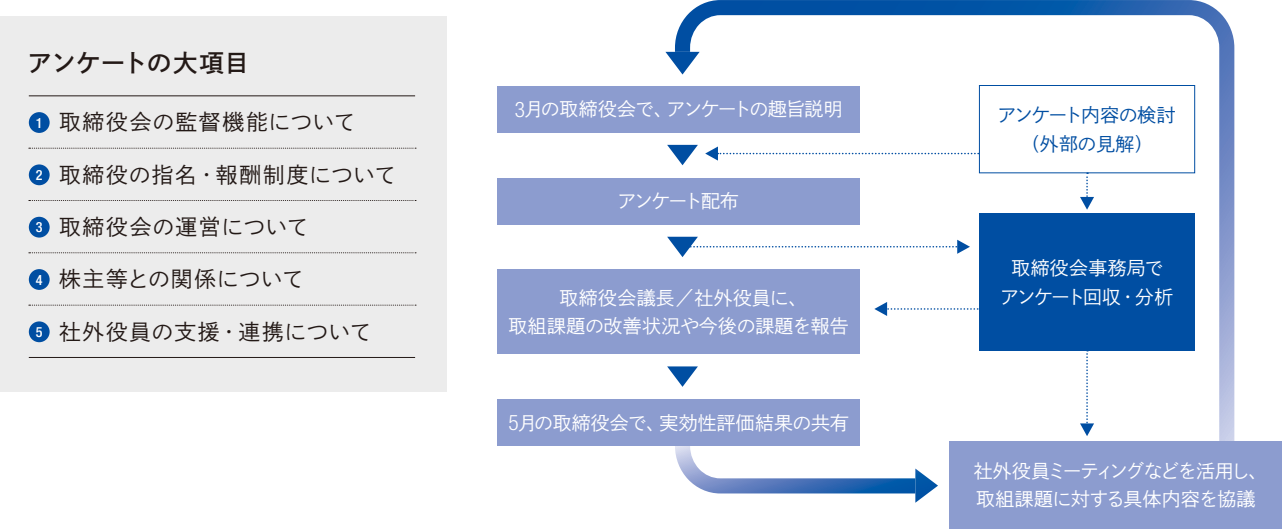 アンケートの大項目
1 取締役会の監督機能について
2 取締役の指名・報酬制度について
3 取締役会の運営について
4 株主等との関係について
5 社外役員の支援・連携について
3月の取締役会で、アンケートの趣旨説明
アンケート内容の検討
（外部の見解）
アンケート配布
取締役会事務局で
アンケート回収・分析
取締役会議長／社外役員に、
取組課題の改善状況や今後の課題を報告
5月の取締役会で、実効性評価結果の共有
社外役員ミーティングなどを活用し、
取組課題に対する具体内容を協議